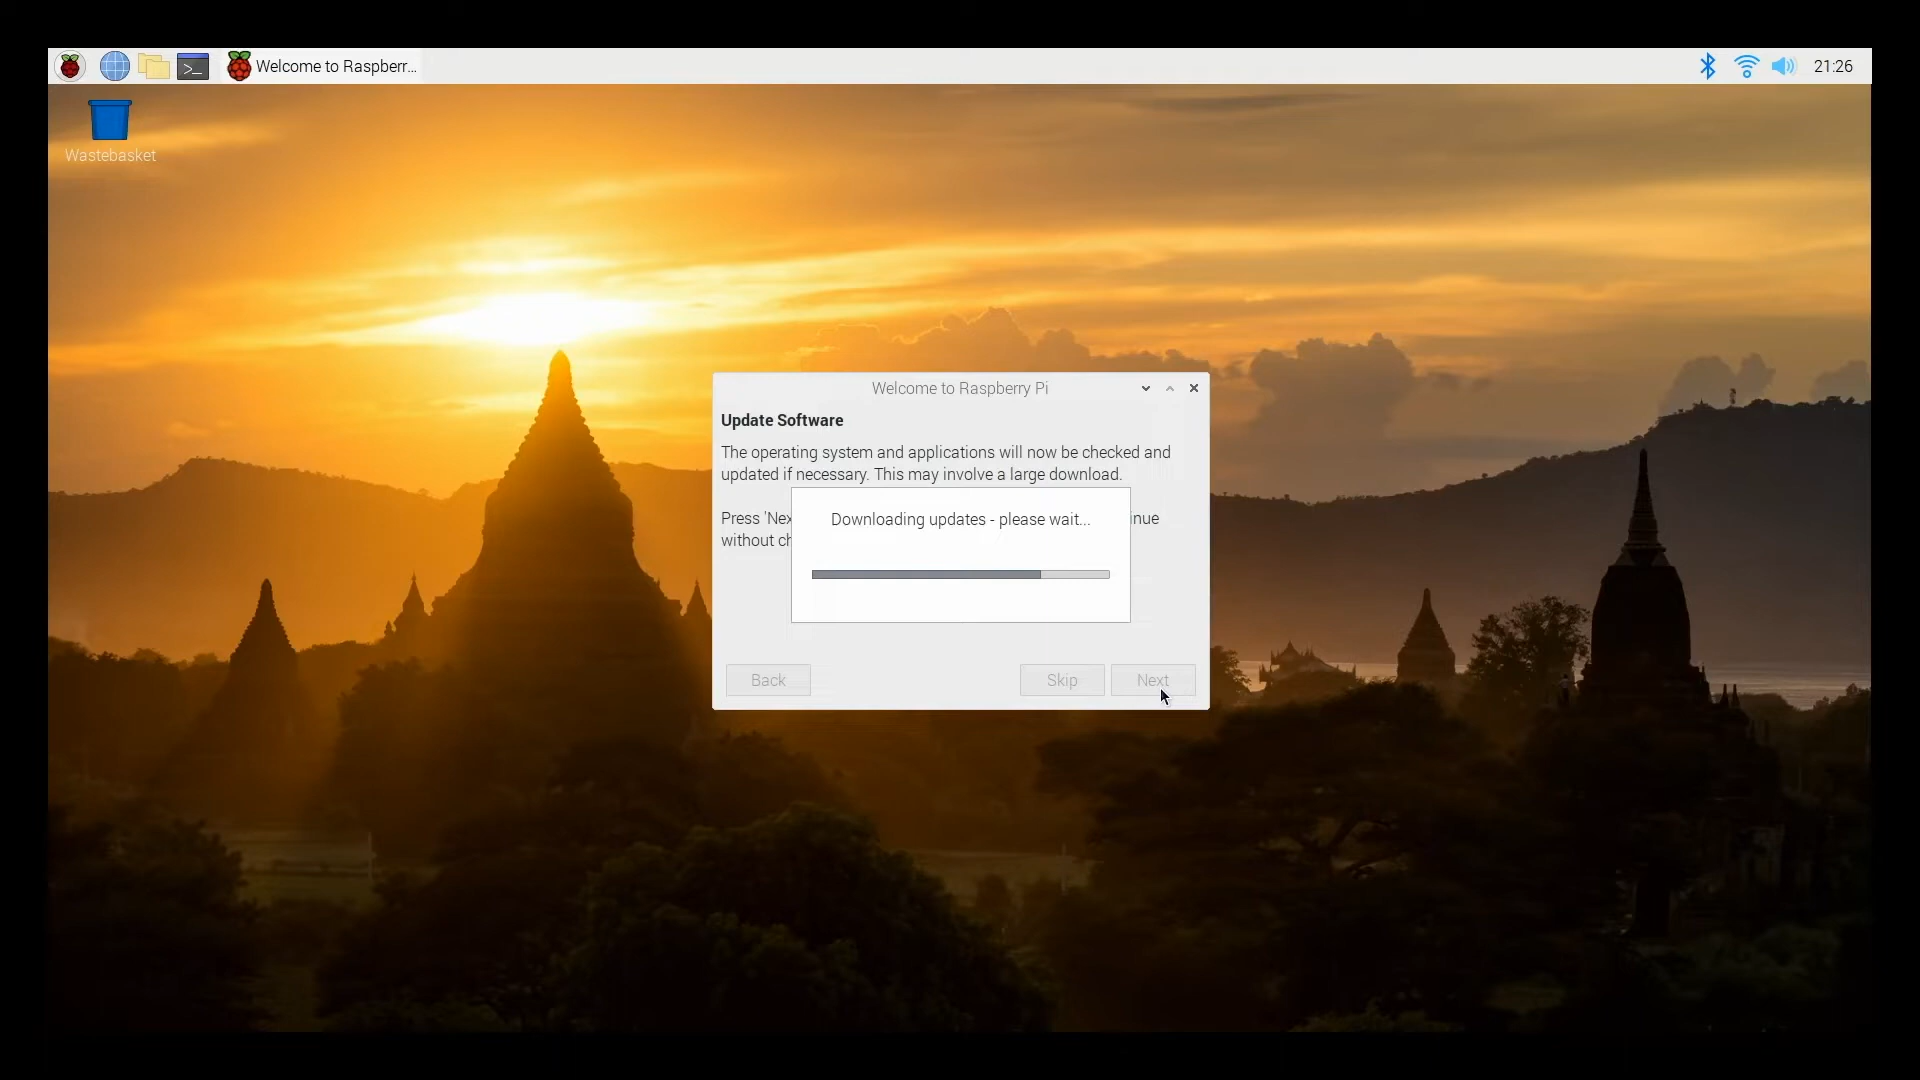 Welcome to Raspberr...
21:26
Wastebasket
Welcome to Raspberry Pi
Update Software
The operating system and applications will now be checked and
updated if necessary. This may involve a large download.
Press 'Nex
inue
without ch
Downloading updates - please wait...
Back
Skip
Next